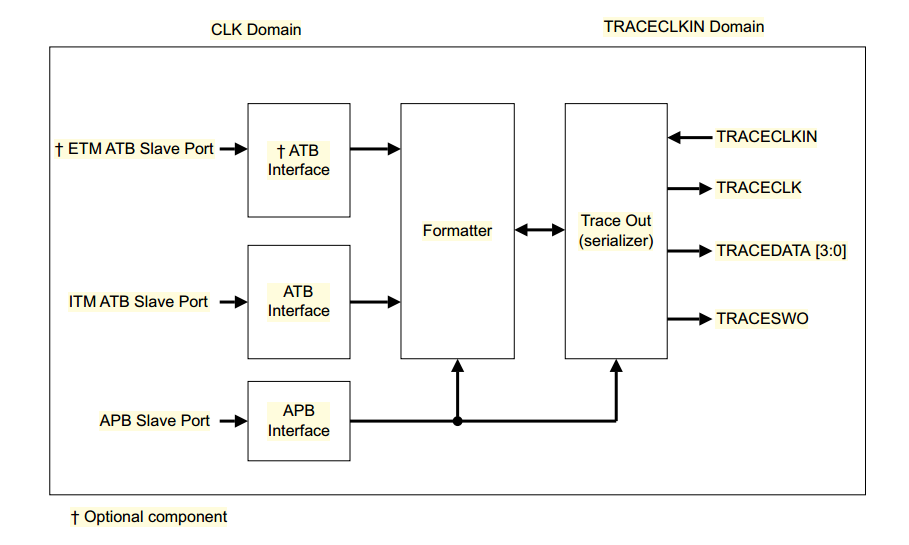 CLK Domain
TRACECLKIN Domain
† ETM ATB Slave Port
† ATB
Interface
ITM ATB Slave Port
ATB
Interface
APB Slave Port
APB
Interface
Formatter
Trace Out
(serializer)
TRACECLKIN
TRACECLK
TRACEDATA [3:0]
TRACESWO
† Optional component